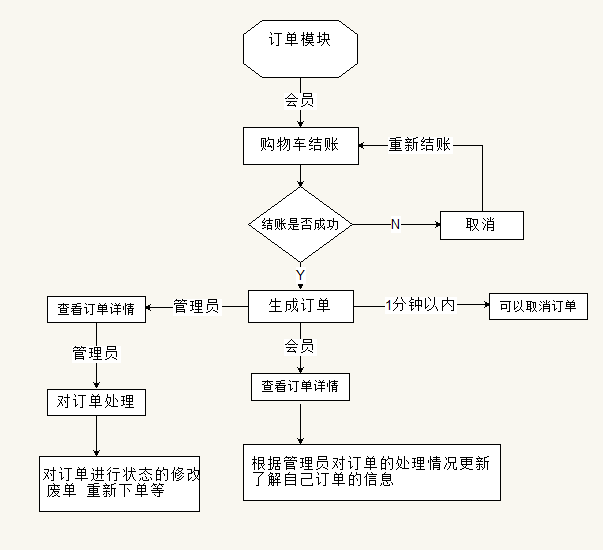 订单模块
会员
购物车结账
重新结账
结账是否成功
N
取消
Y
查看订单详情
管理员
生成订单
1分钟以内
可以取消订单
管理员
会员
查看订单详情
对订单处理
对订单进行状态的修改
废单 重新下单等
根据管理员对订单的处理情况更新
了解自己订单的信息